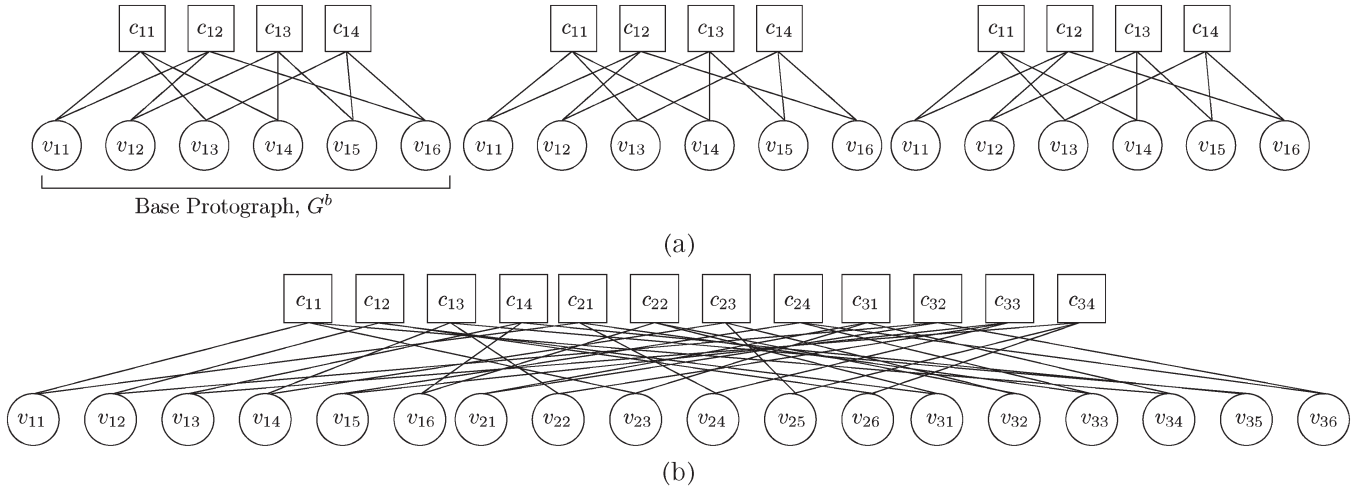 c11 c12 c13 c14 c11 c12 c13 c14 c11 c12 c13 c14
v11 v12 v13 v14 v15 v16 v11 v12 v13 v14 v15 v16 v11 v12 v13 v14 v15 v16
Base Protograph, G^b
(a)
c11 c12 c13 c14 c21 c22 c23 c24 c31 c32 c33 c34
v11 v12 v13 v14 v15 v16 v21 v22 v23 v24 v25 v26 v31 v32 v33 v34 v35 v36
(b)